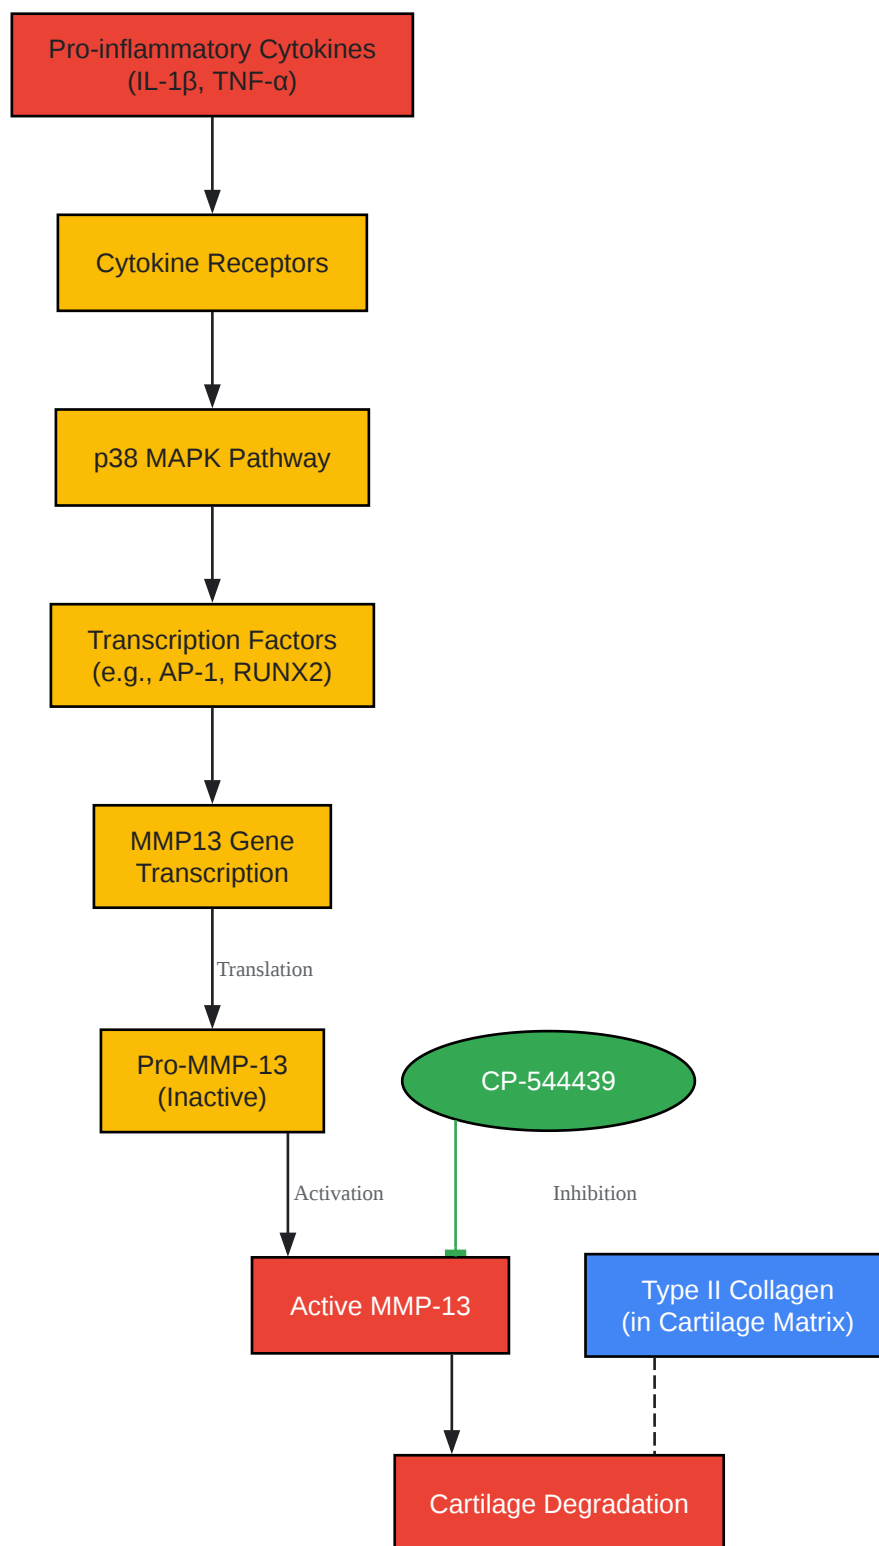 Pro-inflammatory Cytokines
(IL-1β, TNF-α)
Cytokine Receptors
p38 MAPK Pathway
Transcription Factors
(e.g., AP-1, RUNX2)
MMP13 Gene
Transcription
Translation
Pro-MMP-13
(Inactive)
CP-544439
Activation
Inhibition
Active MMP-13
Type II Collagen
(in Cartilage Matrix)
Cartilage Degradation